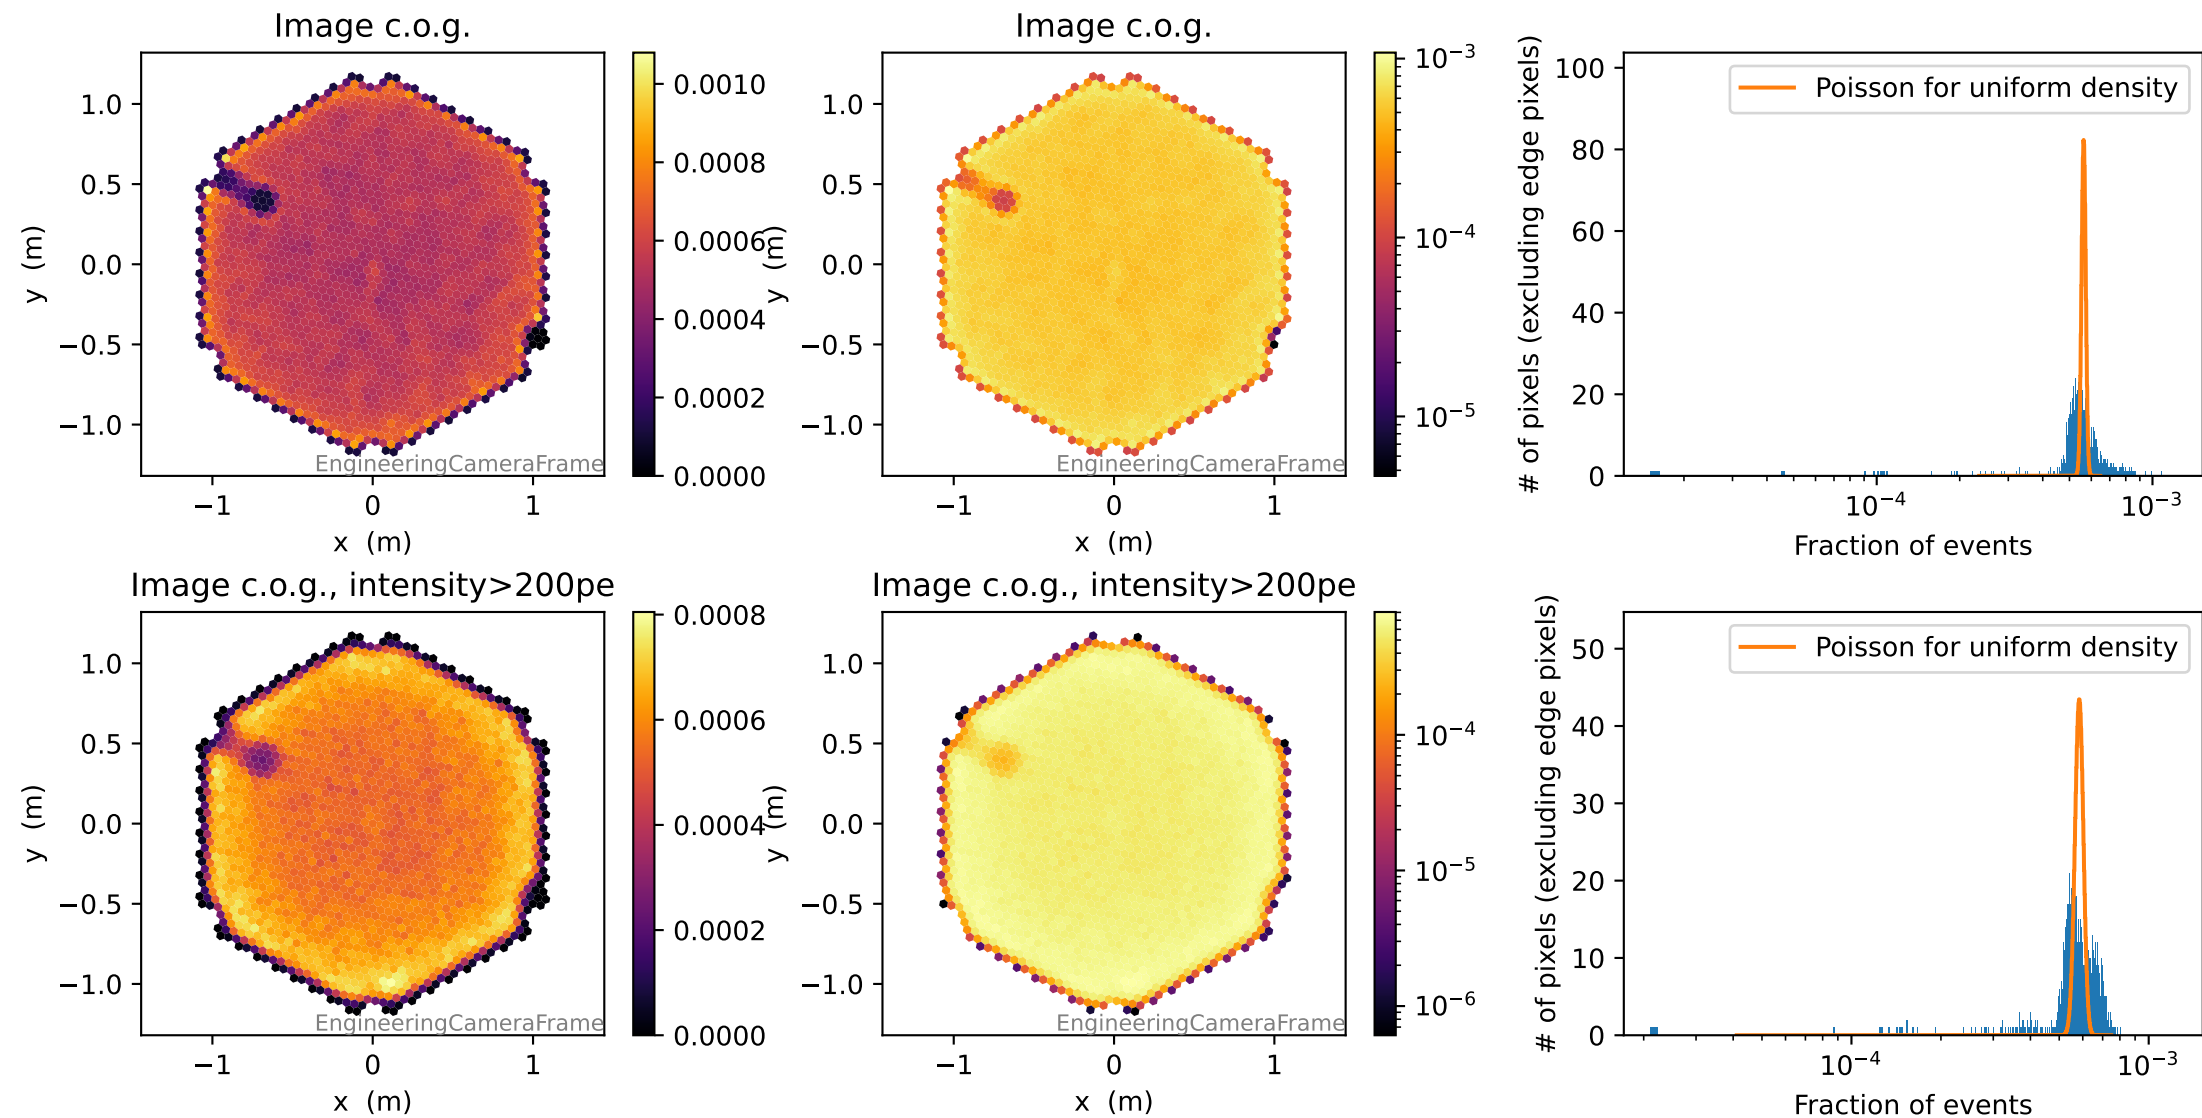 Image c.o.g.
1.0
0.5
0.0
−0.5
−1.0
y (m)
−1 0 1
x (m)
EngineeringCameraFrame
0.0010
0.0008
0.0006
0.0004
0.0002
0.0000
Image c.o.g.
1.0
0.5
0.0
−0.5
−1.0
y (m)
−1 0 1
x (m)
EngineeringCameraFrame
10⁻³
10⁻⁴
10⁻⁵
Poisson for uniform density
100
80
60
40
20
0
# of pixels (excluding edge pixels)
10⁻⁴ 10⁻³
Fraction of events
Image c.o.g., intensity>200pe
1.0
0.5
0.0
−0.5
−1.0
y (m)
−1 0 1
x (m)
EngineeringCameraFrame
0.0008
0.0006
0.0004
0.0002
0.0000
Image c.o.g., intensity>200pe
1.0
0.5
0.0
−0.5
−1.0
y (m)
−1 0 1
x (m)
EngineeringCameraFrame
10⁻⁴
10⁻⁵
10⁻⁶
Poisson for uniform density
50
40
30
20
10
0
# of pixels (excluding edge pixels)
10⁻⁴ 10⁻³
Fraction of events